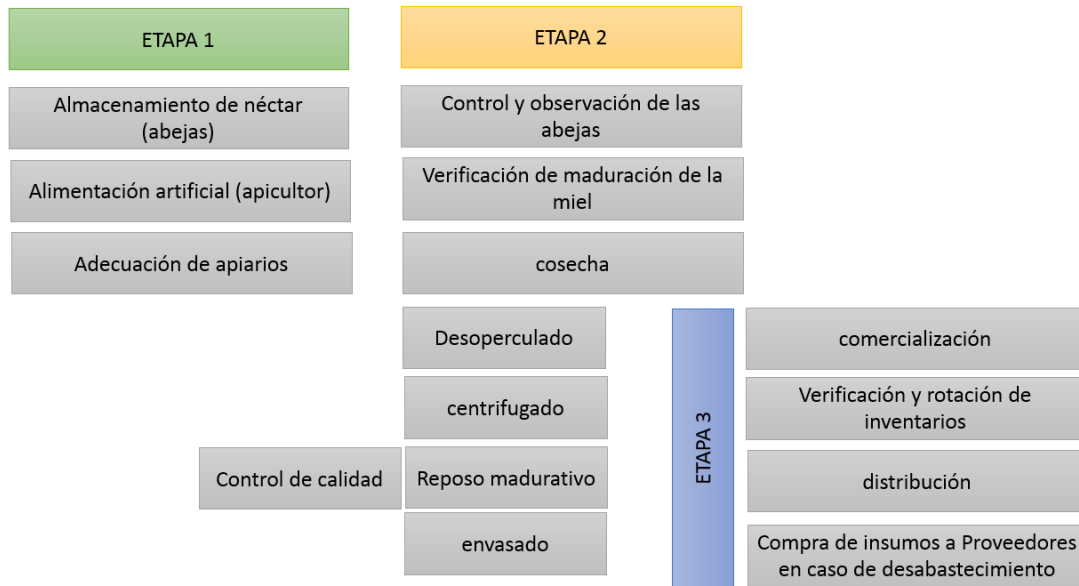 ETAPA 1
Almacenamiento de néctar
(abejas)
Alimentación artificial (apicultor)
Adecuación de apiarios
ETAPA 2
Control y observación de las
abejas
Verificación de maduración de la
miel
cosecha
Desoperculado
centrifugado
Control de calidad
Reposo madurativo
envasado
ETAPA 3
comercialización
Verificación y rotación de
inventarios
distribución
Compra de insumos a Proveedores
en caso de desabastecimiento